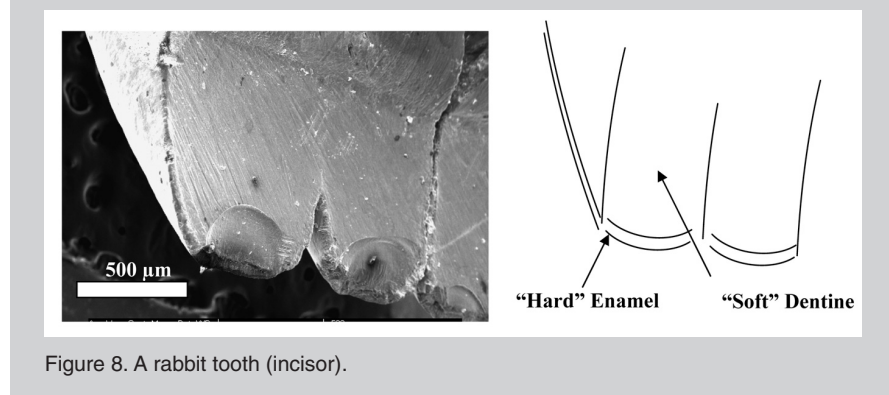 500 µm
"Hard" Enamel
"Soft" Dentine
Figure 8. A rabbit tooth (incisor).